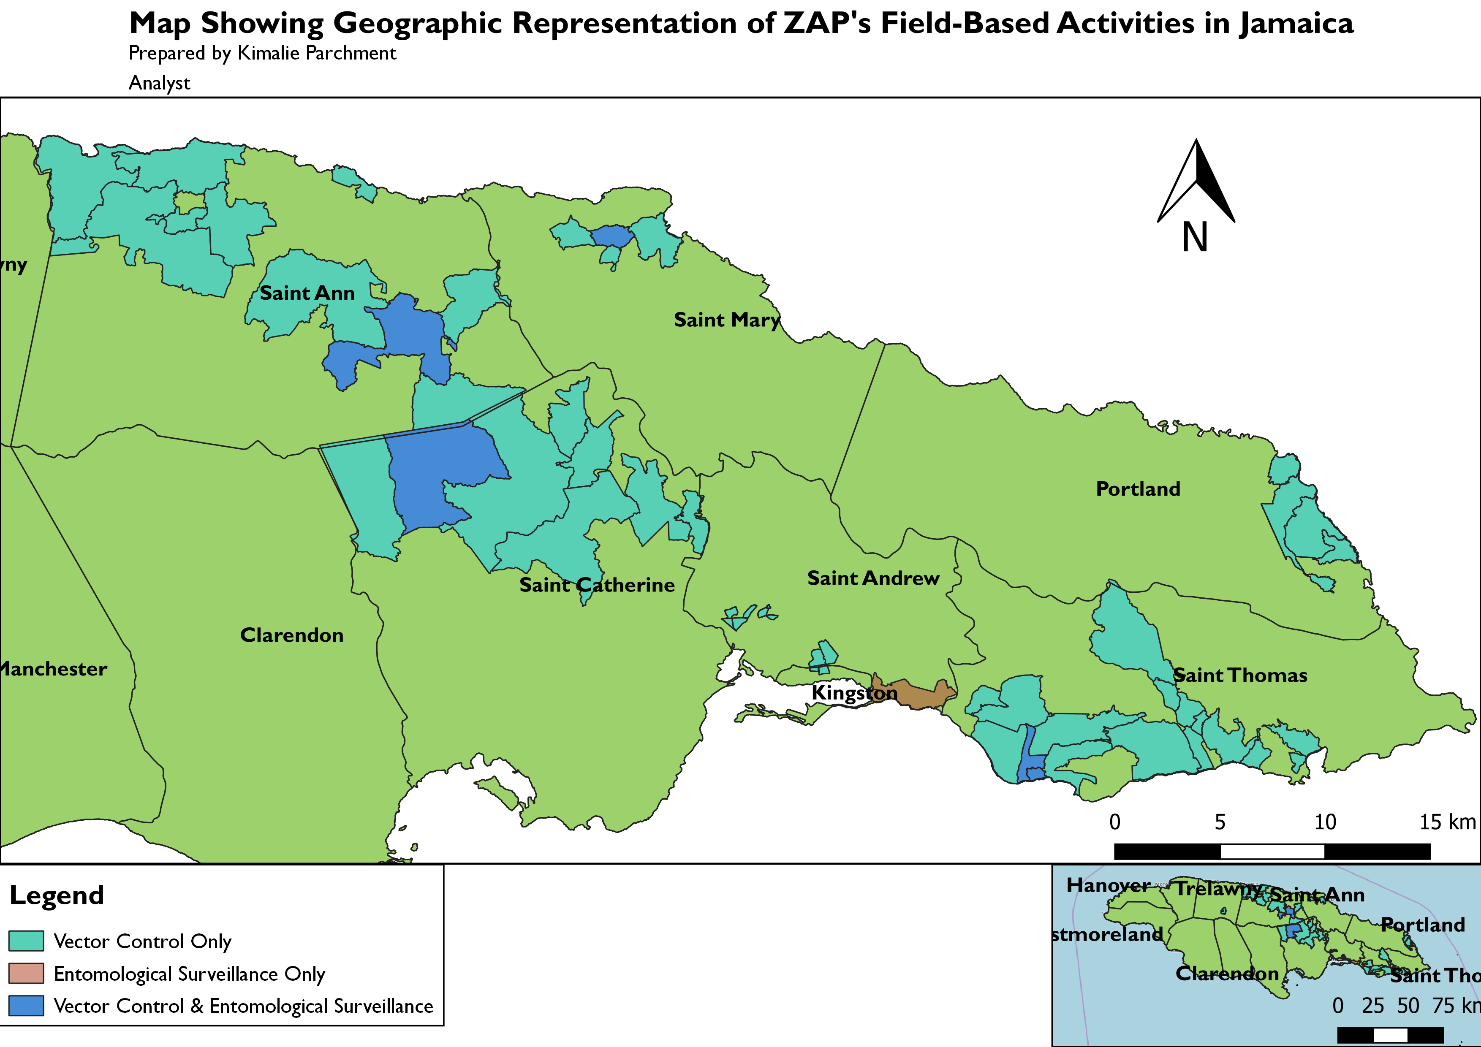 Map Showing Geographic Representation of ZAP's Field-Based Activities in Jamaica
Prepared by Kimalie Parchment
Analyst
N
wny
Saint Ann
Saint Mary
Portland
Saint Andrew
Saint Catherine
Clarendon
Manchester
Saint Thomas
Kingston
0 5 10 15 km
Legend
Vector Control Only
Entomological Surveillance Only
Vector Control & Entomological Surveillance
Hanover
Trelawny
Saint Ann
Portland
stmoreland
Clarendon
Saint Tho
0 25 50 75 km